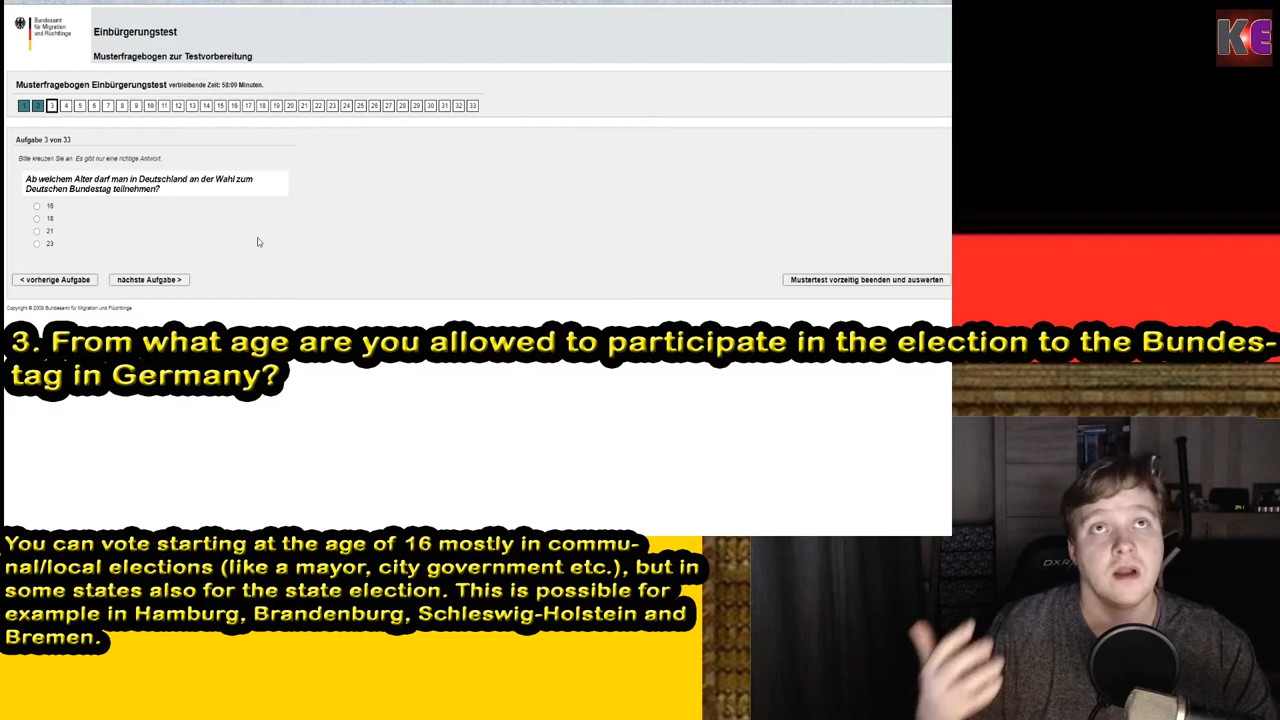 Bundesamt
für Migration
und Flüchtlinge
KE
Einbürgerungstest
Musterfragebogen zur Testvorbereitung
Musterfragebogen Einbürgerungstest verbleibende Zeit: 58:09 Minuten.
1 2 3 4 5 6 7 8 9 10 11 12 13 14 15 16 17 18 19 20 21 22 23 24 25 26 27 28 29 30 31 32 33
Aufgabe 3 von 33
Bitte kreuzen Sie an. Es gibt nur eine richtige Antwort.
Ab welchem Alter darf man in Deutschland an der Wahl zum
Deutschen Bundestag teilnehmen?
16
18
21
23
< vorherige Aufgabe
nächste Aufgabe >
Mustertest vorzeitig beenden und auswerten
Copyright © 2008 Bundesamt für Migration und Flüchtlinge
3. From what age are you allowed to participate in the election to the Bundes-
tag in Germany?
You can vote starting at the age of 16 mostly in commu-
nal/local elections (like a mayor, city government etc.), but in
some states also for the state election. This is possible for
example in Hamburg, Brandenburg, Schleswig-Holstein and
Bremen.